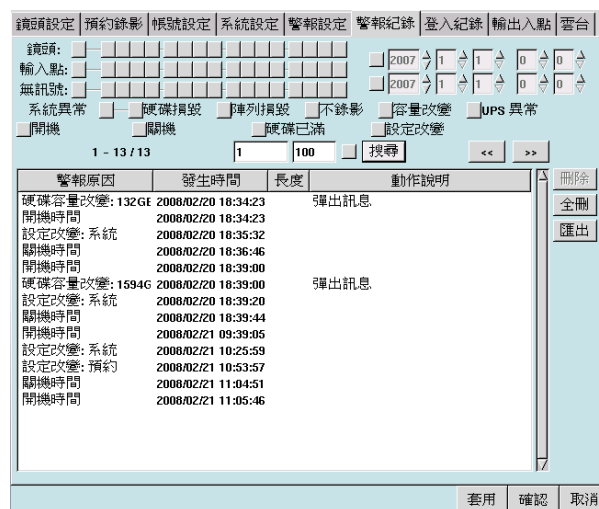 鏡頭設定 預約錄影 帳號設定 系統設定 警報設定 警報紀錄 登入紀錄 輸出入點 雲台
鏡頭: 2007 1 1 0 0
輸入點:
無訊號: 2007 1 1 0 0
系統異常 硬碟損毀 陣列損毀 不錄影 容量改變 UPS 異常
開機 關機 硬碟已滿 設定改變
1 - 13 / 13 1 100 搜尋 << >>
警報原因 發生時間 長度 動作說明 刪除
硬碟容量改變: 132GE 2008/02/20 18:34:23 彈出訊息. 全刪
開機時間 2008/02/20 18:34:23
設定改變: 系統 2008/02/20 18:35:32 匯出
關機時間 2008/02/20 18:36:46
開機時間 2008/02/20 18:39:00
硬碟容量改變: 1594G 2008/02/20 18:39:00 彈出訊息.
設定改變: 系統 2008/02/20 18:39:20
關機時間 2008/02/20 18:39:44
開機時間 2008/02/21 09:39:05
設定改變: 系統 2008/02/21 10:25:59
設定改變: 預約 2008/02/21 10:53:57
關機時間 2008/02/21 11:04:51
開機時間 2008/02/21 11:05:46
套用 確認 取消